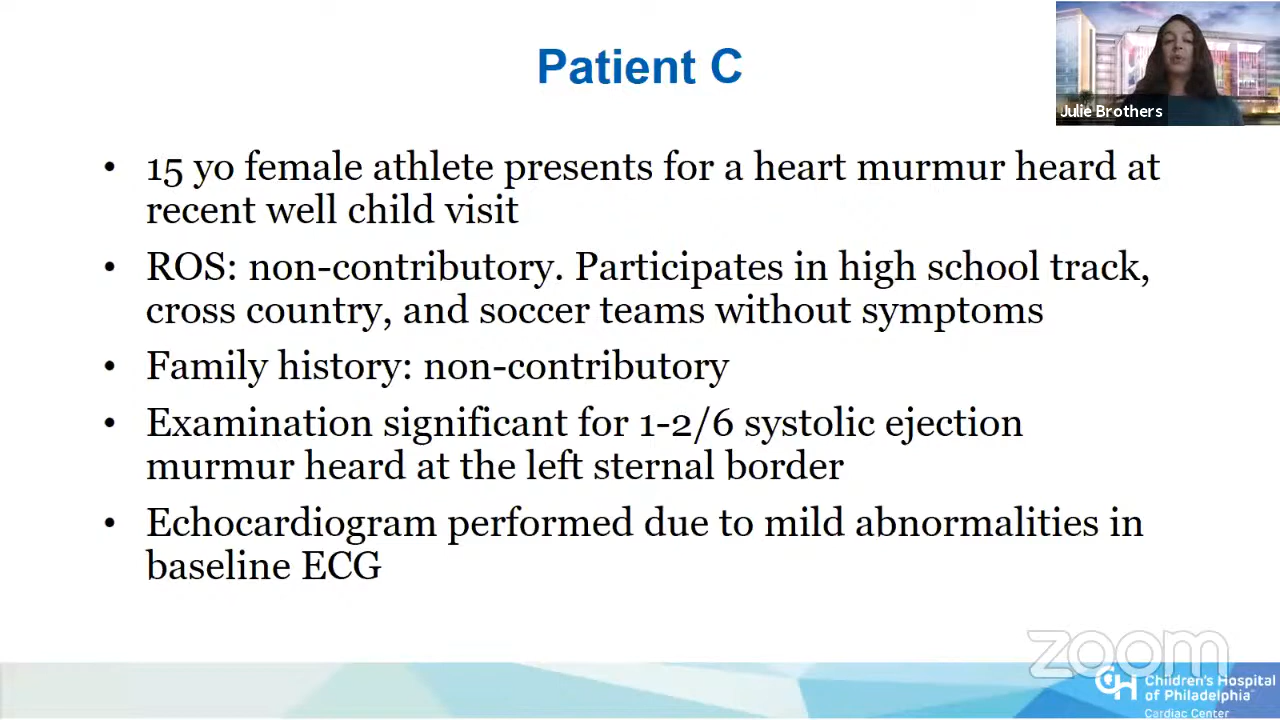 Patient C
Julie Brothers
• 15 yo female athlete presents for a heart murmur heard at
recent well child visit
• ROS: non-contributory. Participates in high school track,
cross country, and soccer teams without symptoms
• Family history: non-contributory
• Examination significant for 1-2/6 systolic ejection
murmur heard at the left sternal border
• Echocardiogram performed due to mild abnormalities in
baseline ECG
zoom
CH
Children's Hospital
of Philadelphia
Cardiac Center